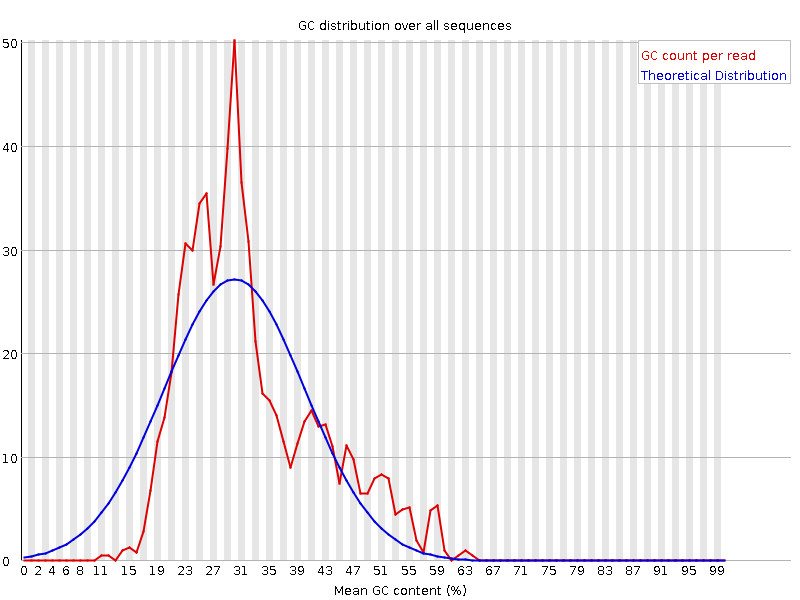 GC distribution over all sequences
GC count per read
Theoretical Distribution
50
40
30
20
10
0
0 2 4 6 8 11 15 19 23 27 31 35 39 43 47 51 55 59 63 67 71 75 79 83 87 91 95 99
Mean GC content (%)